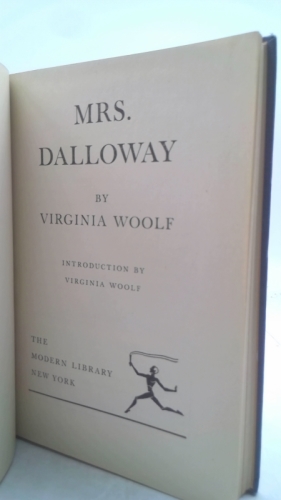 MRS.
DALLOWAY
BY
VIRGINIA WOOLF
INTRODUCTION BY
VIRGINIA WOOLF
THE
MODERN LIBRARY
NEW YORK